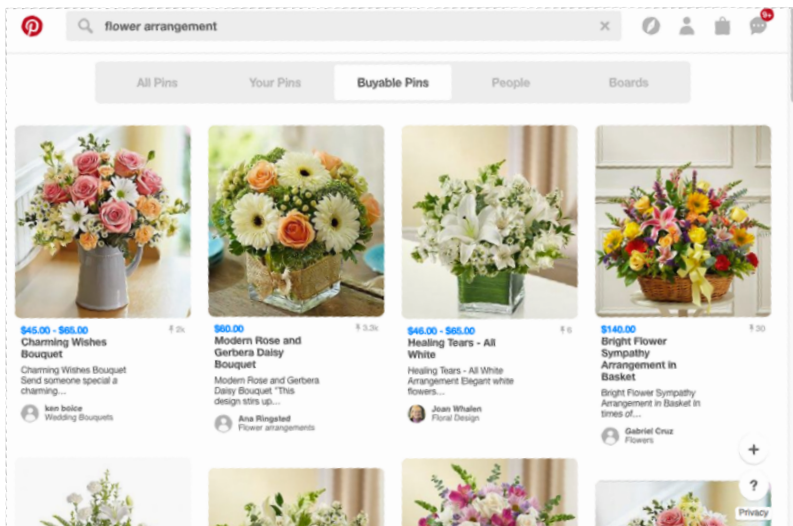 flower arrangement
9+
All Pins
Your Pins
Buyable Pins
People
Boards
$45.00 - $65.00
2k
Charming Wishes
Bouquet
Charming Wishes Bouquet
Send someone special a
charming...
ken boice
Wedding Bouquets
$60.00
3.3k
Modern Rose and
Gerbera Daisy
Bouquet
Modern Rose and Gerbera
Daisy Bouquet "This
design stirs up...
Ana Ringsted
Flower arrangements
$46.00 - $65.00
6
Healing Tears - All
White
Healing Tears - All White
Arrangement Elegant white
flowers...
Joan Whalen
Floral Design
$140.00
30
Bright Flower
Sympathy
Arrangement in
Basket
Bright Flower Sympathy
Arrangement in Basket in
times of...
Gabriel Cruz
Flowers
+
?
Privacy